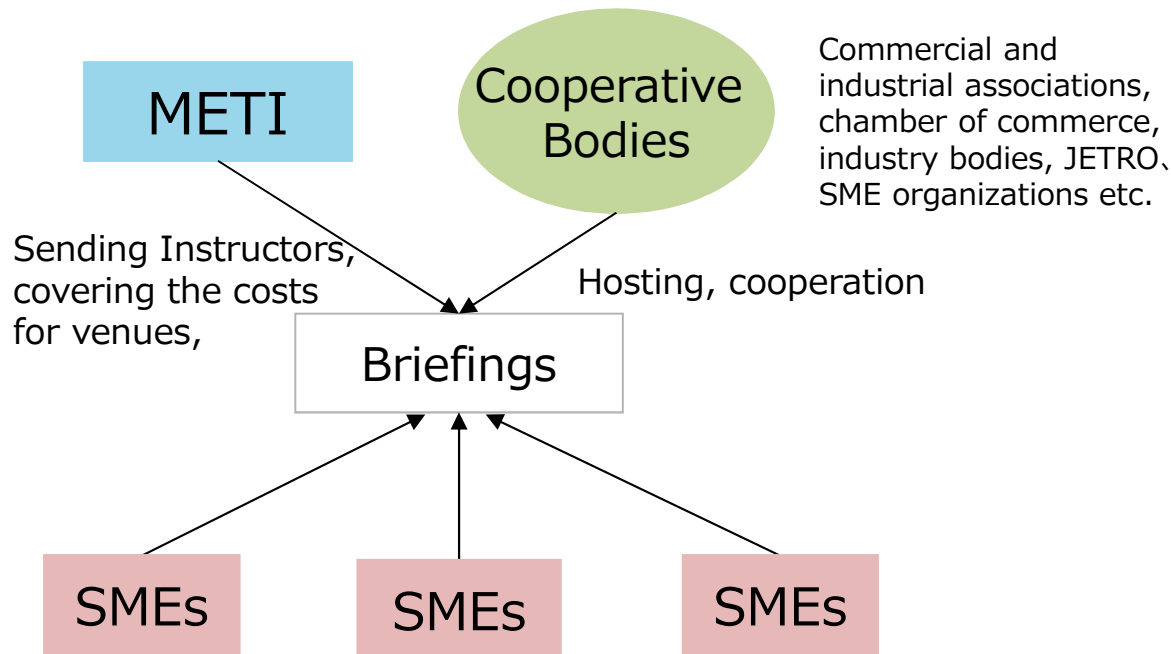 METI
Cooperative
Bodies
Commercial and
industrial associations,
chamber of commerce,
industry bodies, JETRO、
SME organizations etc.
Sending Instructors,
covering the costs
for venues,
Hosting, cooperation
Briefings
SMEs
SMEs
SMEs